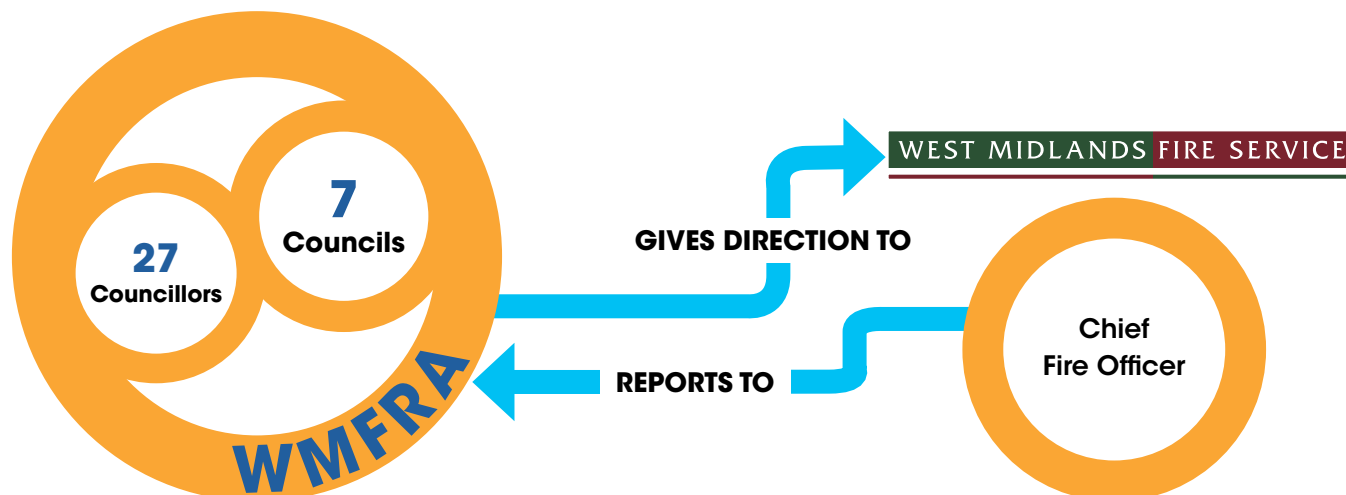 27
Councillors
7
Councils
WMFRA
GIVES DIRECTION TO
REPORTS TO
WEST MIDLANDS FIRE SERVICE
Chief
Fire Officer